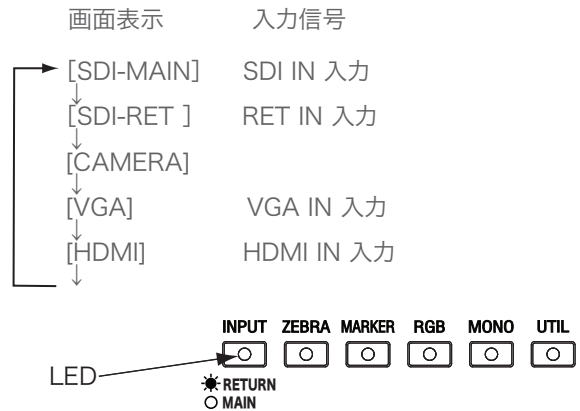 画面表示 入力信号
[SDI-MAIN] SDI IN 入力
↓
[SDI-RET ] RET IN 入力
↓
[CAMERA]
↓
[VGA] VGA IN 入力
↓
[HDMI] HDMI IN 入力
↓
INPUT ZEBRA MARKER RGB MONO UTIL
LED
RETURN
MAIN